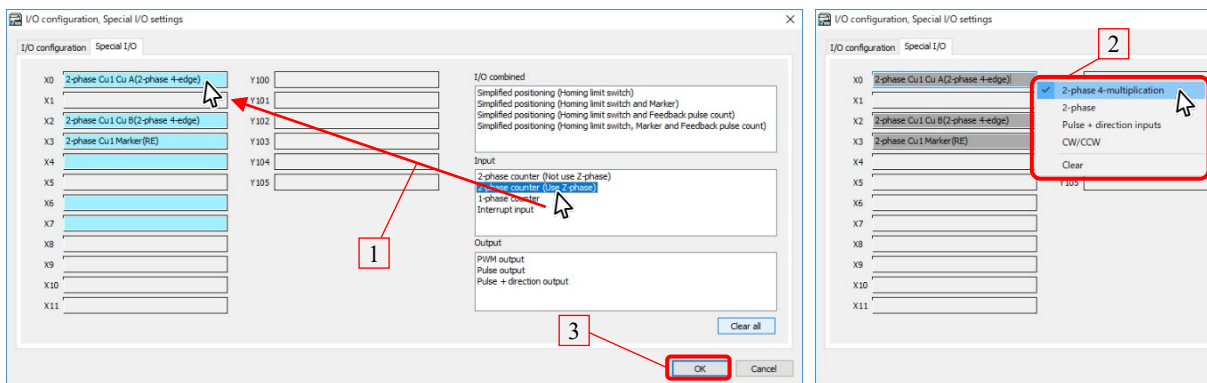 I/O configuration, Special I/O settings
I/O configuration Special I/O
X0 2-phase Cu1 Cu A(2-phase 4-edge)
X1
X2 2-phase Cu1 Cu B(2-phase 4-edge)
X3 2-phase Cu1 Marker(RE)
X4
X5
X6
X7
X8
X9
X10
X11
Y100
Y101
Y102
Y103
Y104
Y105
1
I/O combined
Simplified positioning (Homing limit switch)
Simplified positioning (Homing limit switch and Marker)
Simplified positioning (Homing limit switch and Feedback pulse count)
Simplified positioning (Homing limit switch, Marker and Feedback pulse count)
Input
2-phase counter (Not use Z-phase)
2-phase counter (Use Z-phase)
1-phase counter
Interrupt input
Output
PWM output
Pulse output
Pulse + direction output
Clear all
3
OK Cancel
I/O configuration, Special I/O settings
I/O configuration Special I/O
2
X0 2-phase Cu1 Cu A(2-phase 4-edge)
X1
X2 2-phase Cu1 Cu B(2-phase 4-edge)
X3 2-phase Cu1 Marker(RE)
X4
X5
X6
X7
X8
X9
X10
X11
2-phase 4-multiplication
2-phase
Pulse + direction inputs
CW/CCW
Clear
Y105